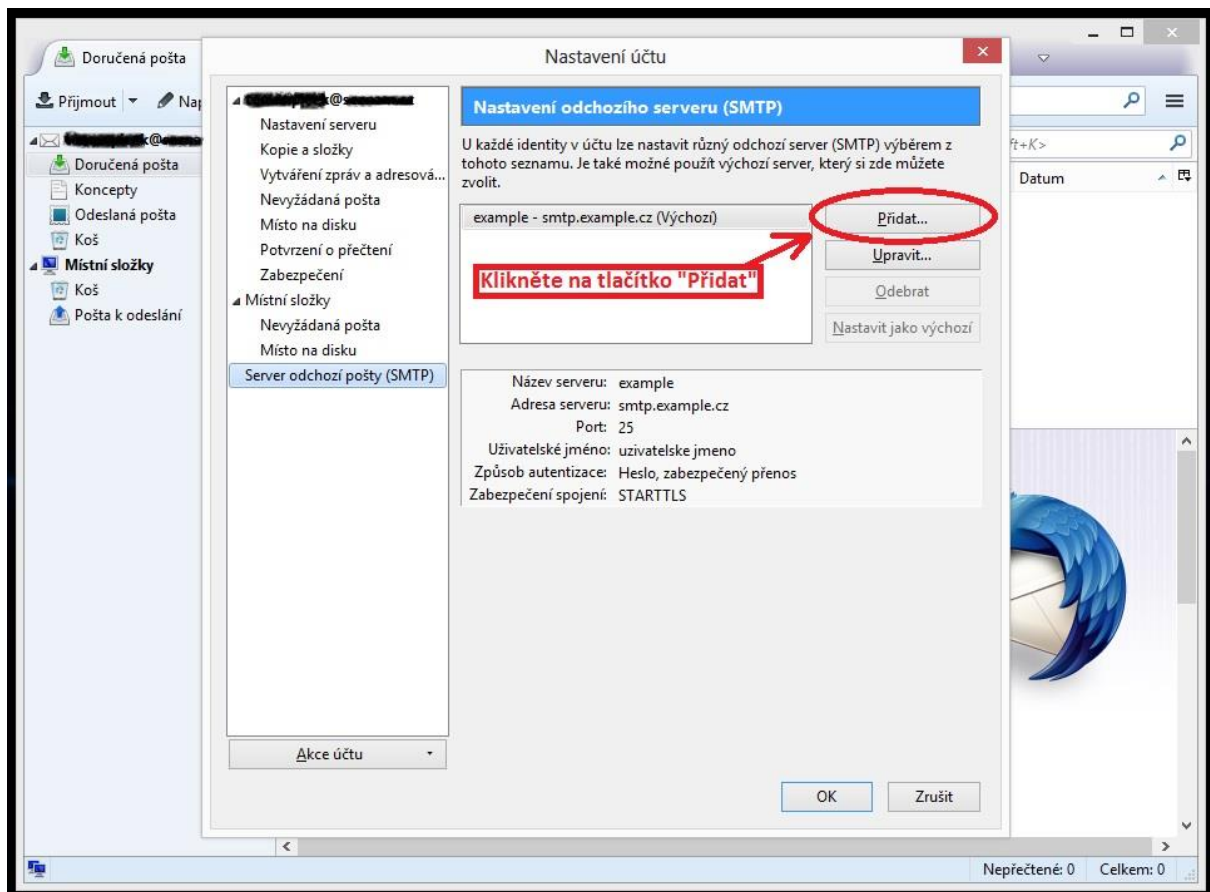 Doručená pošta
Přijmout
Doručená pošta
Koncepty
Odeslaná pošta
Koš
Místní složky
Koš
Pošta k odeslání
Nastavení účtu
Nastavení serveru
Kopie a složky
Vytváření zpráv a adresová...
Nevyžádaná pošta
Místo na disku
Potvrzení o přečtení
Zabezpečení
Místní složky
Nevyžádaná pošta
Místo na disku
Server odchozí pošty (SMTP)
Akce účtu
Nastavení odchozího serveru (SMTP)
U každé identity v účtu lze nastavit různý odchozí server (SMTP) výběrem z
tohoto seznamu. Je také možné použít výchozí server, který si zde můžete
zvolit.
example - smtp.example.cz (Výchozí)
Klikněte na tlačítko "Přidat"
Přidat...
Upravit...
Odebrat
Nastavit jako výchozí
Název serveru: example
Adresa serveru: smtp.example.cz
Port: 25
Uživatelské jméno: uzivatelske jmeno
Způsob autentizace: Heslo, zabezpečený přenos
Zabezpečení spojení: STARTTLS
OK Zrušit
Datum
Nepřečtené: 0 Celkem: 0